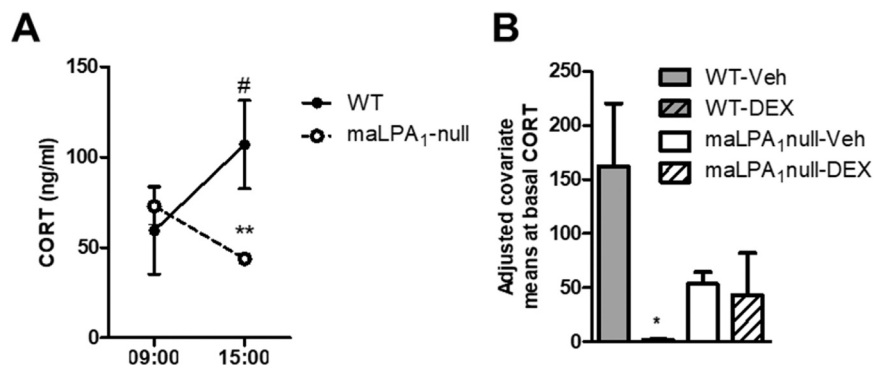 A
150
100
50
0
CORT (ng/ml)
#
**
09:00
15:00
WT
maLPA₁-null
B
250
200
150
100
50
0
Adjusted covariate
means at basal CORT
*
WT-Veh
WT-DEX
maLPA₁null-Veh
maLPA₁null-DEX